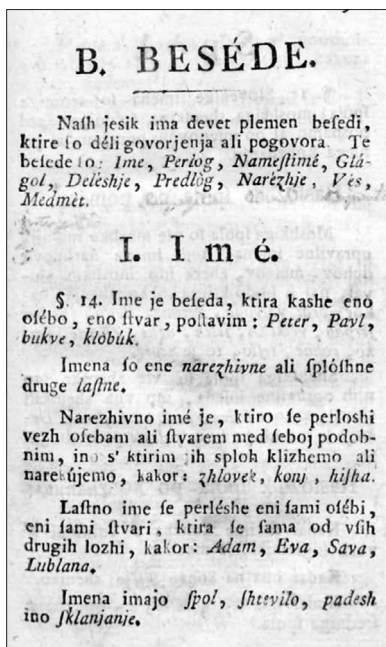 B. BESÉDE.
Naſh jesik ima devet plemen beſedi,
ktire ſo déli govorjenja ali pogovora. Te
beſede ſo: Ime, Perlog, Nameſtimé, Glá-
gol, Deléshje, Predlòg, Naréʒhje, Vés,
Medmèt.
I. Imé.
§. 14. Ime je beſeda, ktira kashe eno
oſébo, eno ſtvar, poſtavim: Peter, Pavl,
bukve, klobúk.
Imena ſo ene nareʒhivne ali ſplóſhne
druge laſtne.
Narezhivno imé je, ktiro ſe perloshi
vezh oſebam ali ſtvarem med ſeboj podob-
nim, ino s' ktirim jih sploh klizhemo ali
narekújemo, kakor: ʒhlovek, konj, hiſha.
Laſtno ime ſe perléshe eni ſami oſébi,
eni ſami ſtvari, ktira ſe ſama od vſih
drugih lozhi, kakor: Adam, Eva, Sava,
Lublana.
Imena imajo ſpol, ſhtevilo, padesh
ino ſklanjanje.